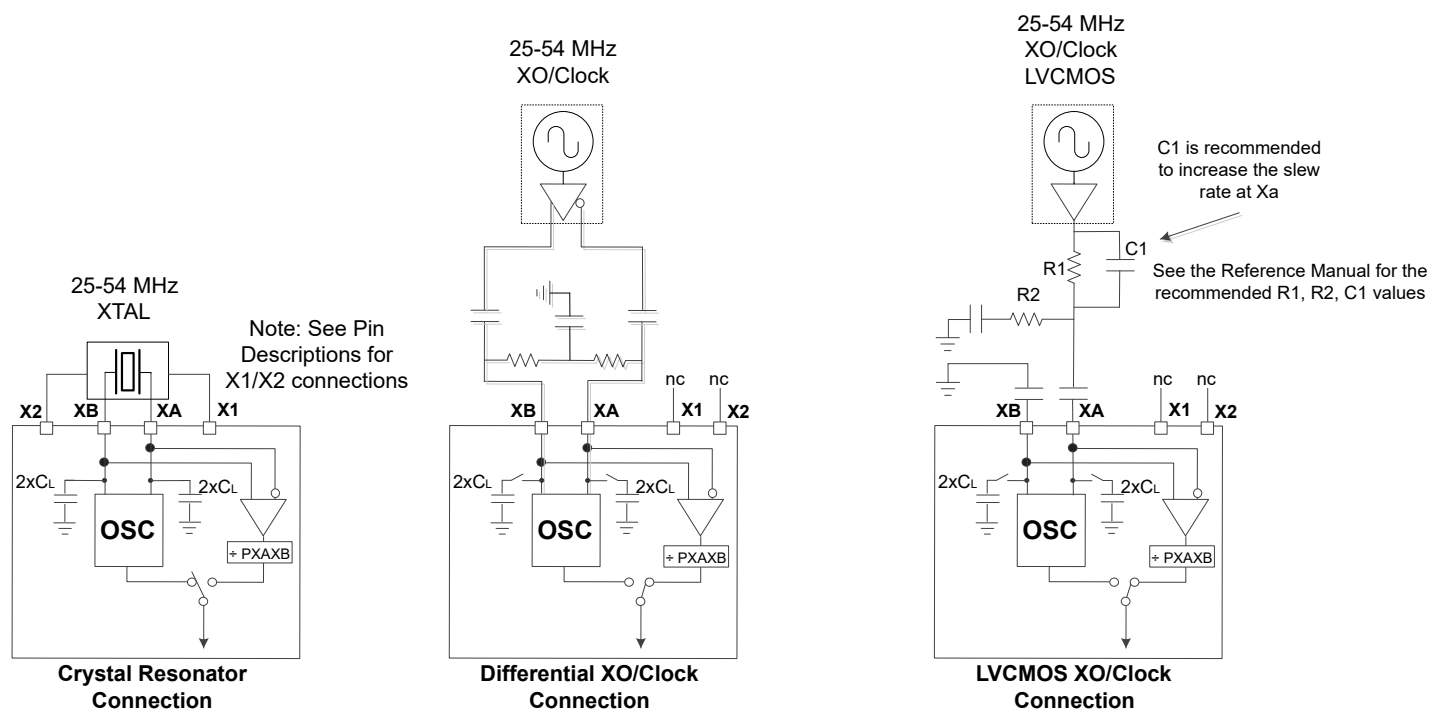 25-54 MHz
XTAL
Note: See Pin
Descriptions for
X1/X2 connections
X2
XB
XA
X1
2xCL
2xCL
OSC
÷ PXAXB
Crystal Resonator
Connection
25-54 MHz
XO/Clock
nc
nc
XB
XA
X1
X2
2xCL
2xCL
OSC
÷ PXAXB
Differential XO/Clock
Connection
25-54 MHz
XO/Clock
LVCMOS
C1 is recommended
to increase the slew
rate at Xa
C1
R1
See the Reference Manual for the
recommended R1, R2, C1 values
R2
nc
nc
XB
XA
X1
X2
2xCL
2xCL
OSC
÷ PXAXB
LVCMOS XO/Clock
Connection